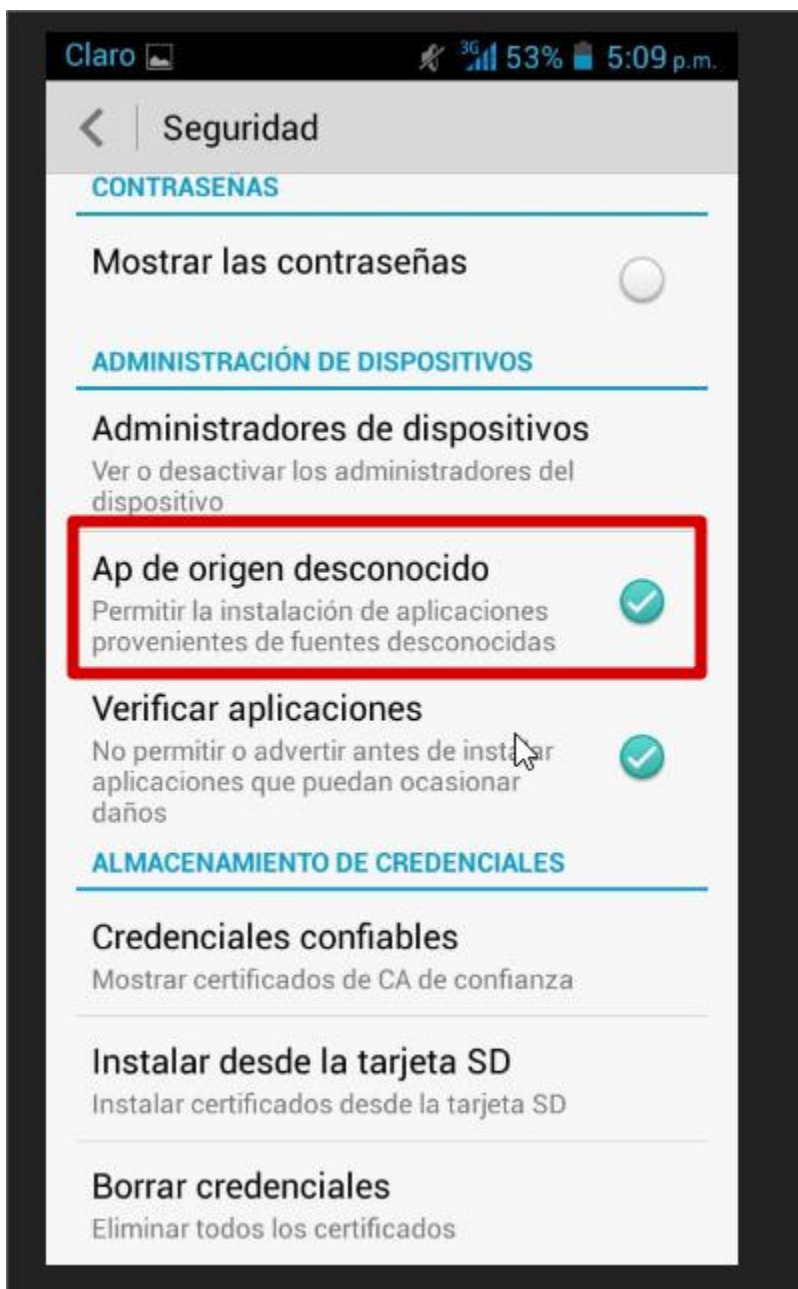 Claro 3G 53% 5:09 p.m.
Seguridad
CONTRASEÑAS
Mostrar las contraseñas
ADMINISTRACIÓN DE DISPOSITIVOS
Administradores de dispositivos
Ver o desactivar los administradores del
dispositivo
Ap de origen desconocido
Permitir la instalación de aplicaciones
provenientes de fuentes desconocidas
Verificar aplicaciones
No permitir o advertir antes de instalar
aplicaciones que puedan ocasionar
daños
ALMACENAMIENTO DE CREDENCIALES
Credenciales confiables
Mostrar certificados de CA de confianza
Instalar desde la tarjeta SD
Instalar certificados desde la tarjeta SD
Borrar credenciales
Eliminar todos los certificados